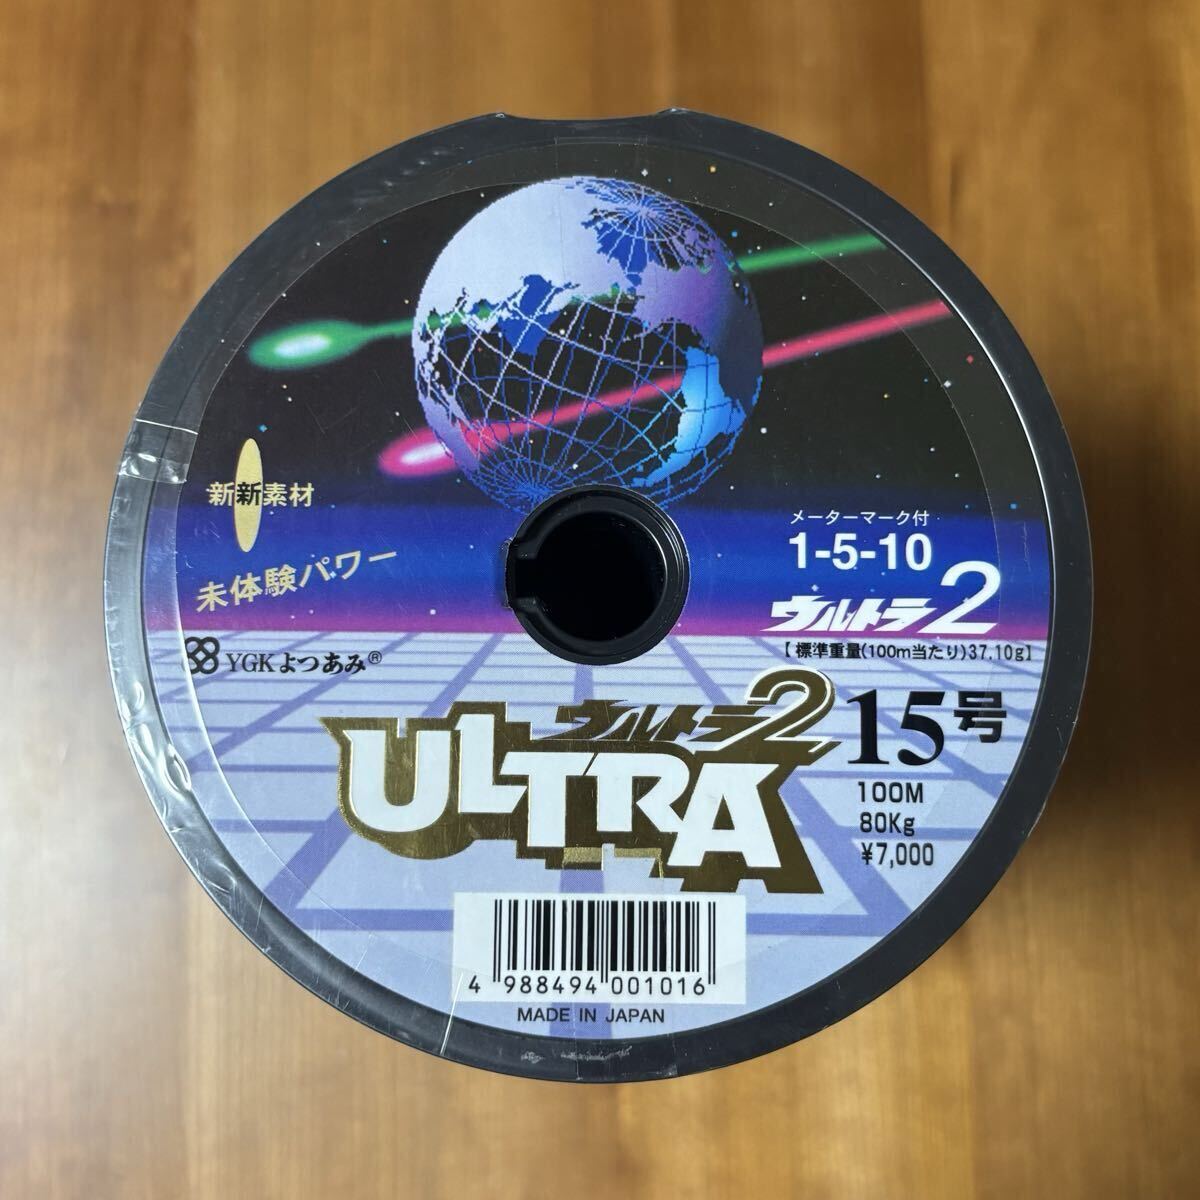 新新素材
未体験パワー
YGKよつあみ®
メーターマーク付
1-5-10
ウルトラ2
【標準重量(100m当たり)37.10g】
ウルトラ2
ULTRA
15号
100M
80Kg
¥7,000
4 988494 001016
MADE IN JAPAN